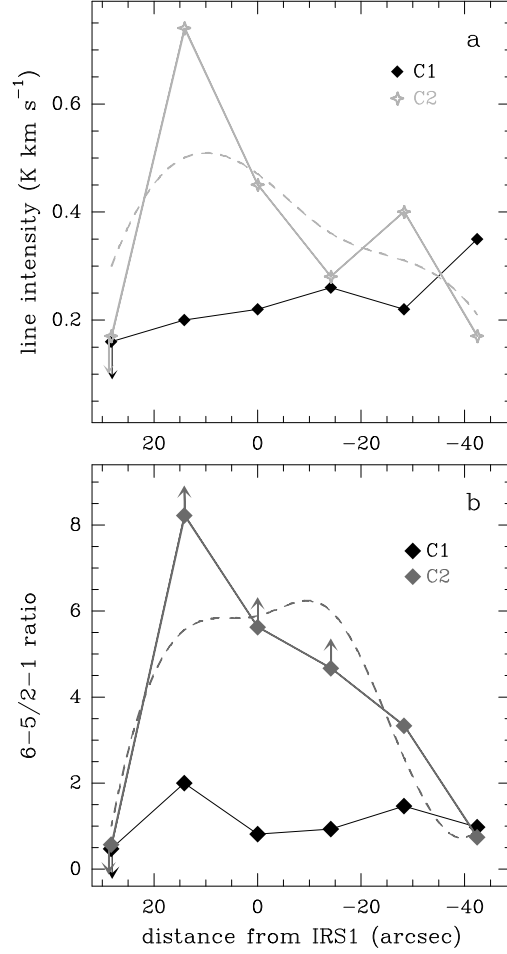 a
C1
C2
line intensity (K km s⁻¹)
0.6
0.4
0.2
20 0 −20 −40
b
C1
C2
6−5/2−1 ratio
8
6
4
2
0
20 0 −20 −40
distance from IRS1 (arcsec)